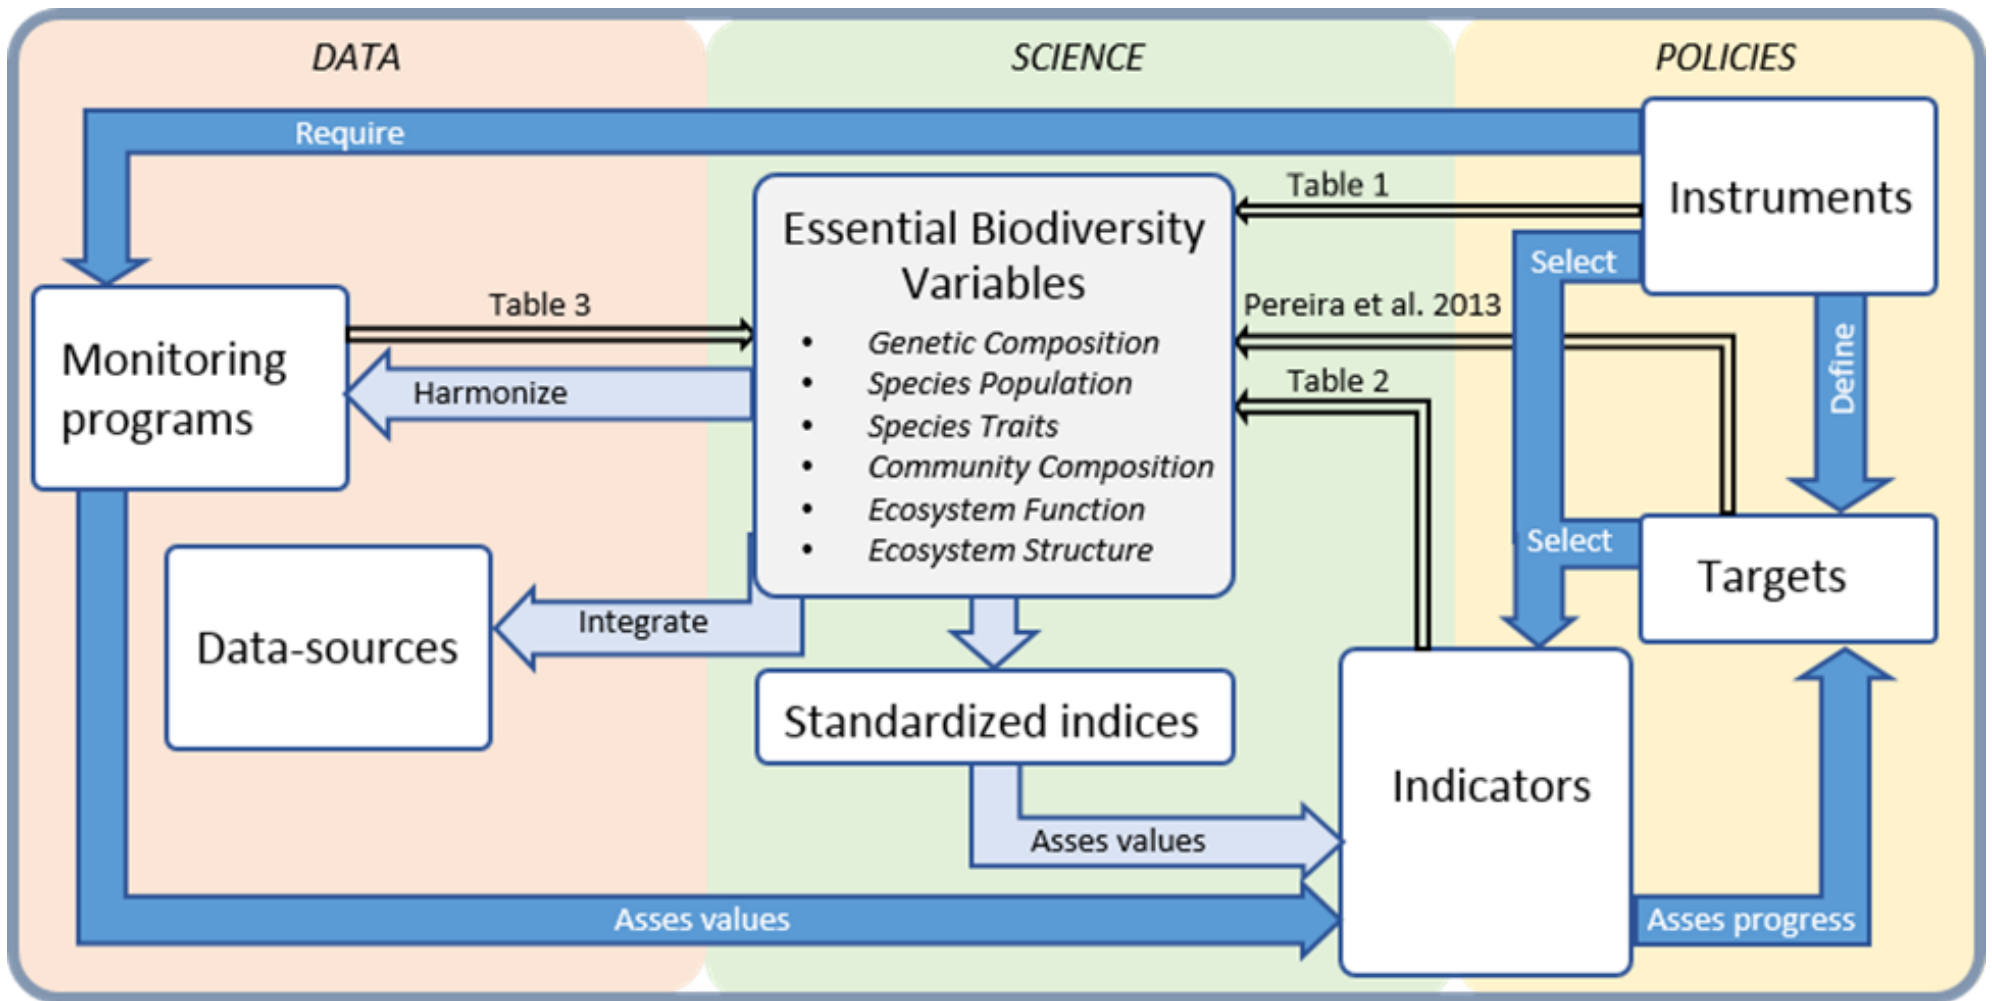 DATA
SCIENCE
POLICIES
Require
Instruments
Table 1
Select
Essential Biodiversity
Variables
• Genetic Composition
• Species Population
• Species Traits
• Community Composition
• Ecosystem Function
• Ecosystem Structure
Pereira et al. 2013
Table 2
Define
Table 3
Monitoring
programs
Harmonize
Select
Targets
Data-sources
Integrate
Standardized indices
Indicators
Asses values
Asses values
Asses progress